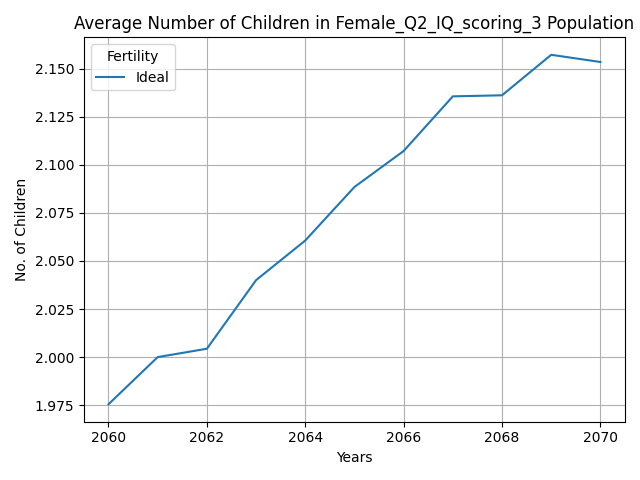 Average Number of Children in Female_Q2_IQ_scoring_3 Population
Fertility
Ideal
No. of Children
2.150
2.125
2.100
2.075
2.050
2.025
2.000
1.975
2060 2062 2064 2066 2068 2070
Years